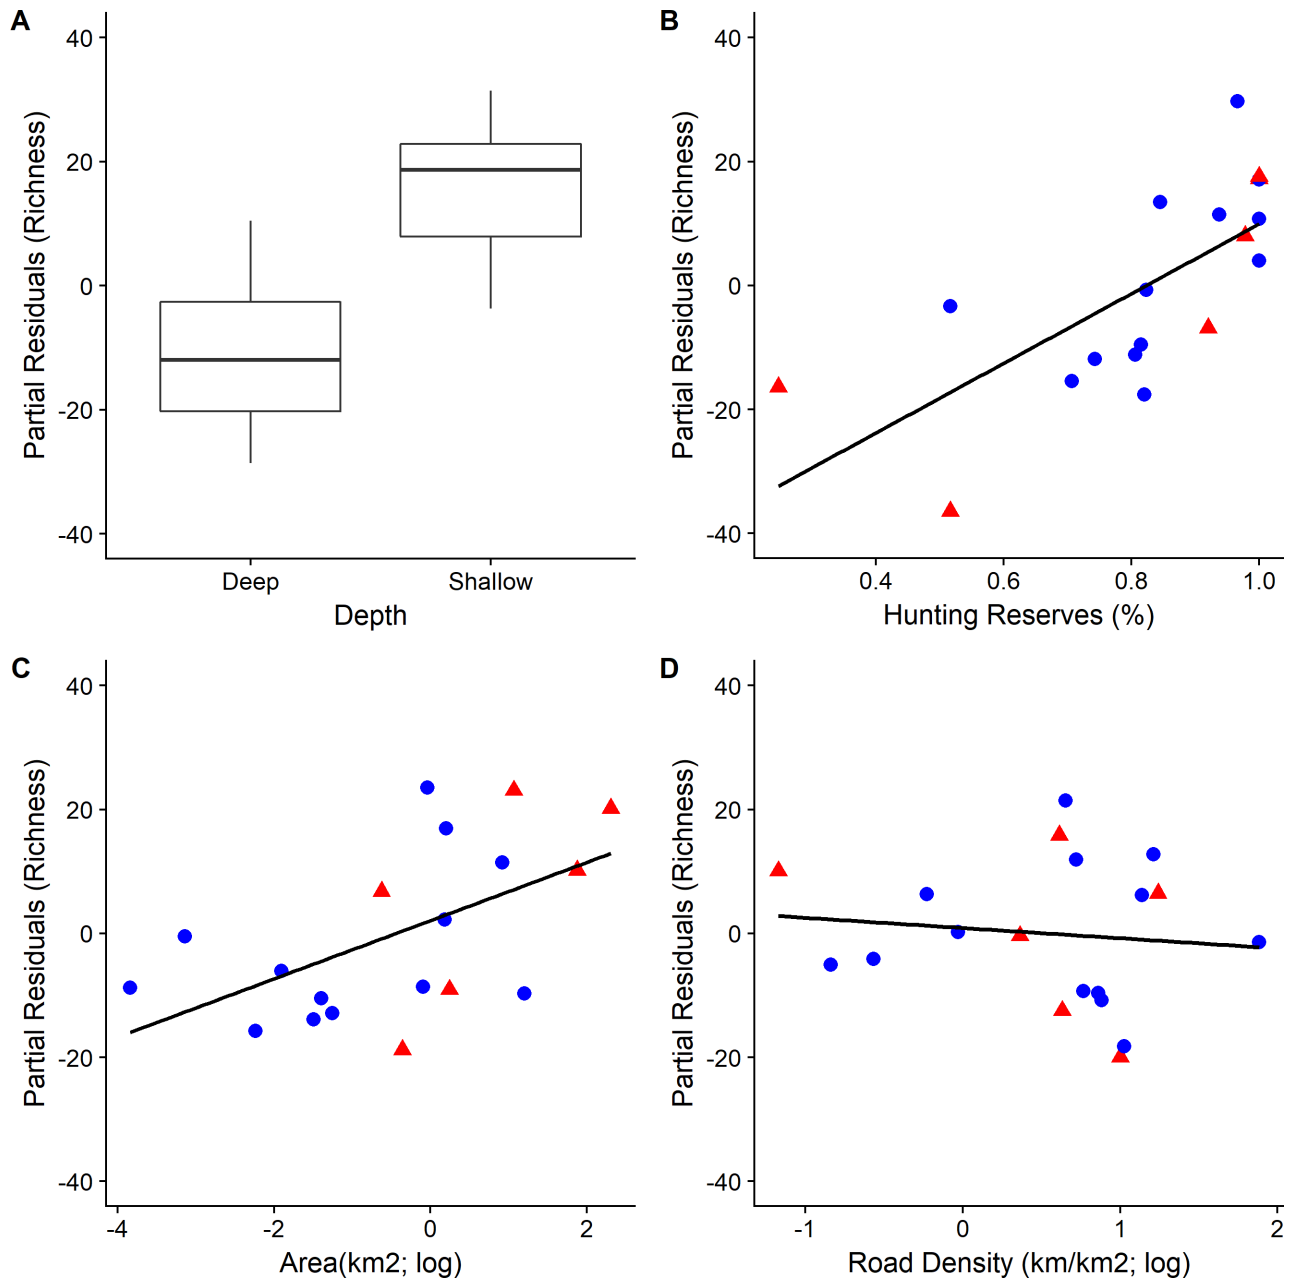 A
Partial Residuals (Richness)
40
20
0
-20
-40
Deep
Shallow
Depth
B
Partial Residuals (Richness)
40
20
0
-20
-40
0.4
0.6
0.8
1.0
Hunting Reserves (%)
C
Partial Residuals (Richness)
40
20
0
-20
-40
-4
-2
0
2
Area(km2; log)
D
Partial Residuals (Richness)
40
20
0
-20
-40
-1
0
1
2
Road Density (km/km2; log)